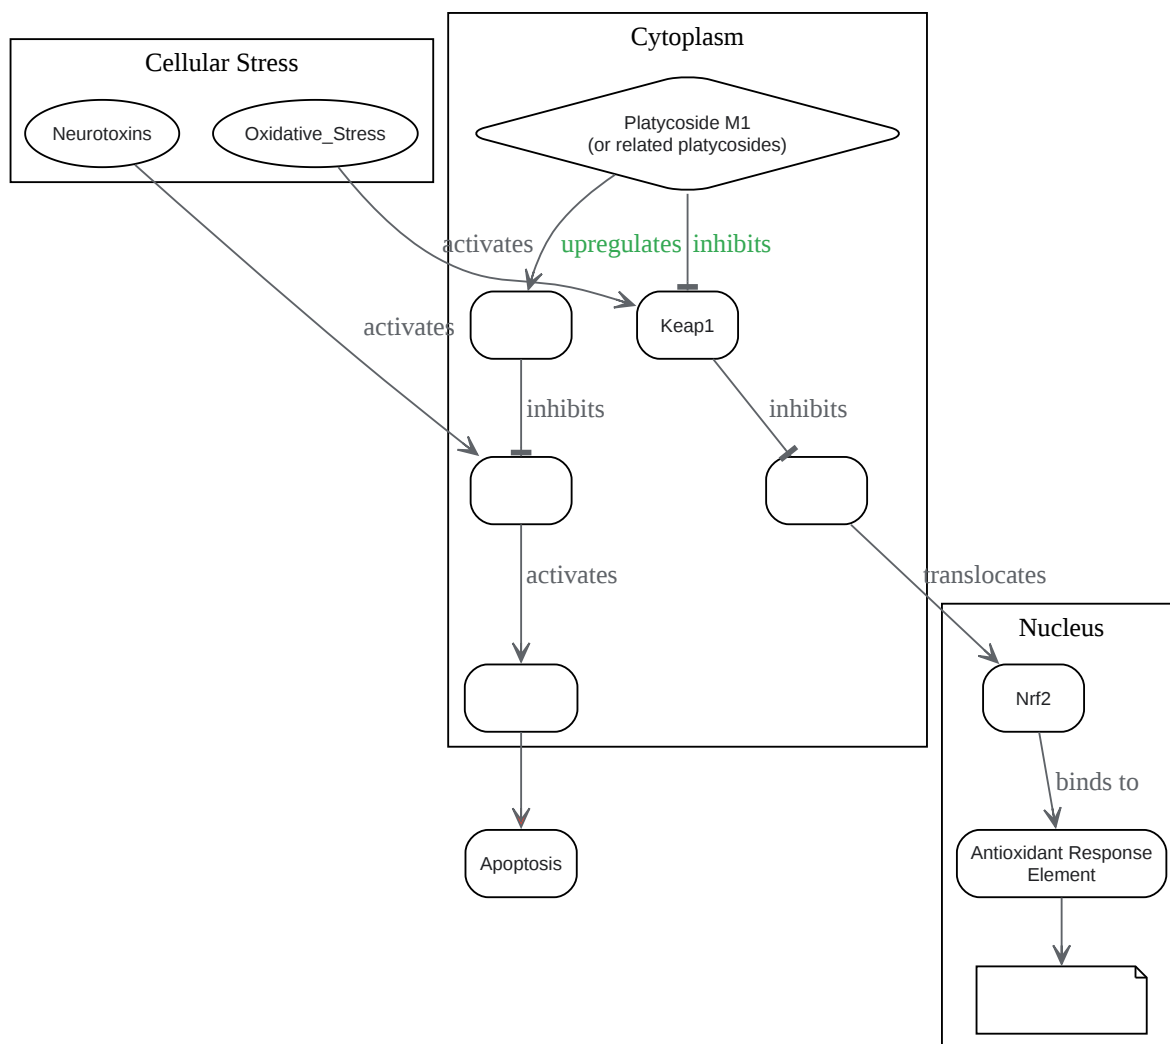 Cytoplasm
Cellular Stress
Neurotoxins
Oxidative_Stress
Platycoside M1
(or related platycosides)
activates
upregulates
inhibits
activates
Keap1
inhibits
inhibits
activates
translocates
Nucleus
Nrf2
binds to
Apoptosis
Antioxidant Response
Element